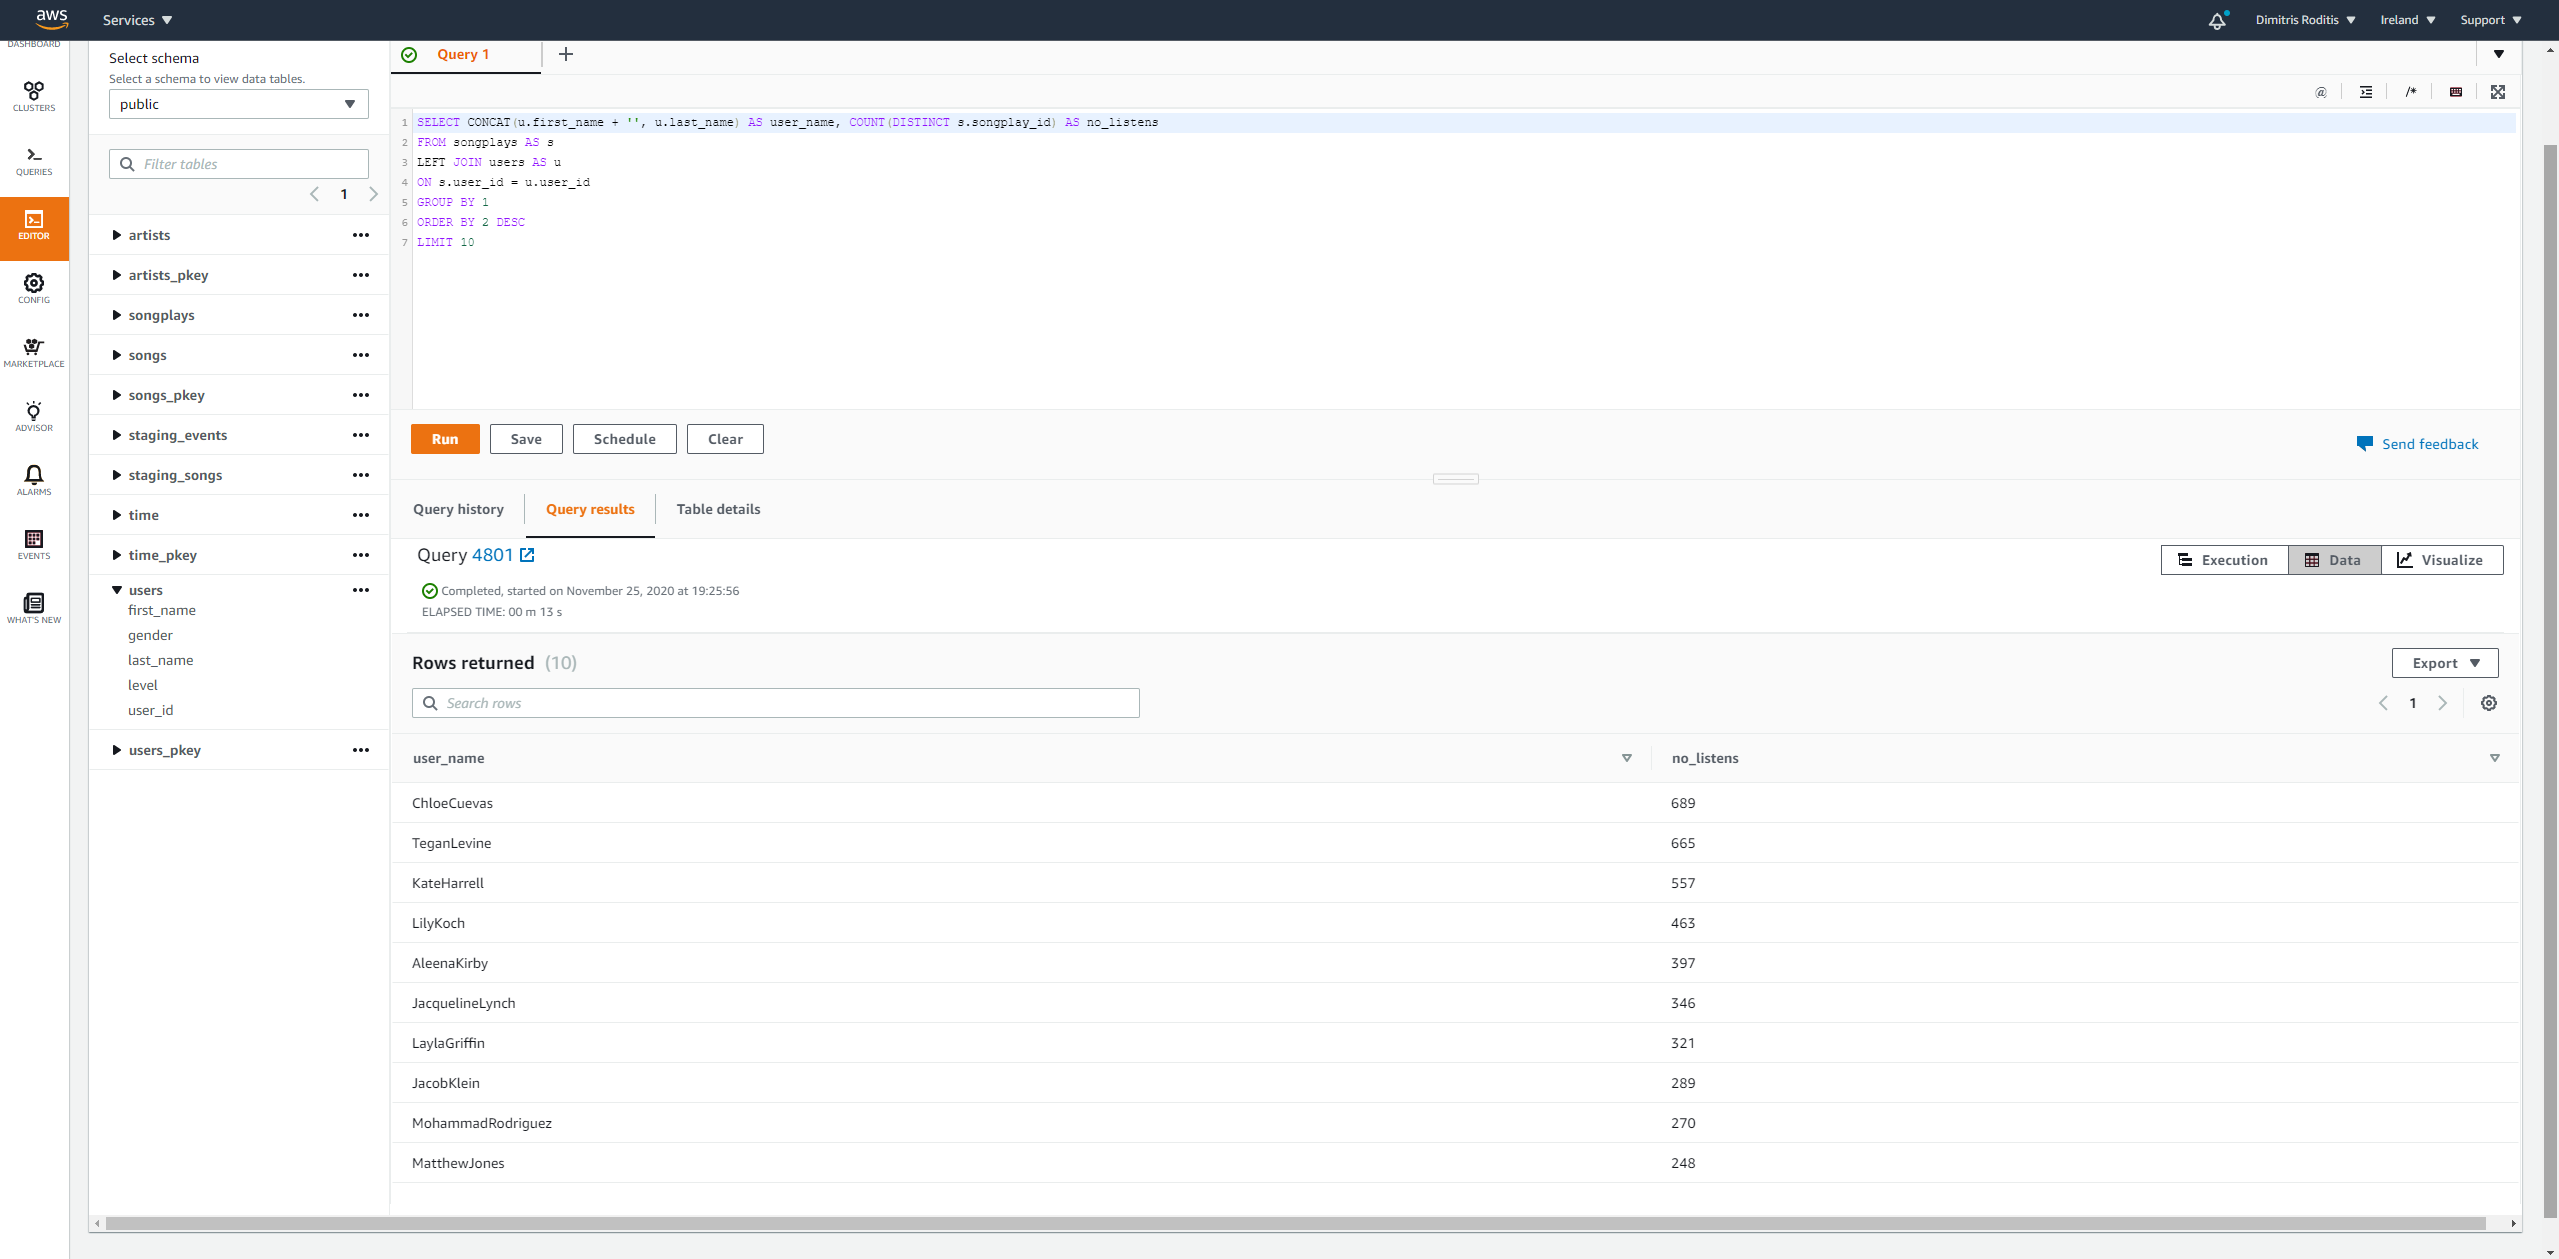 aws
Services
Dimitris Roditis
Ireland
Support
DASHBOARD
CLUSTERS
QUERIES
EDITOR
CONFIG
MARKETPLACE
ADVISOR
ALARMS
EVENTS
WHAT'S NEW
Select schema
Select a schema to view data tables.
public
Filter tables
1
artists
artists_pkey
songplays
songs
songs_pkey
staging_events
staging_songs
time
time_pkey
users
first_name
gender
last_name
level
user_id
users_pkey
Query 1
@
/*
1 SELECT CONCAT(u.first_name + '', u.last_name) AS user_name, COUNT(DISTINCT s.songplay_id) AS no_listens
2 FROM songplays AS s
3 LEFT JOIN users AS u
4 ON s.user_id = u.user_id
5 GROUP BY 1
6 ORDER BY 2 DESC
7 LIMIT 10
Run Save Schedule Clear
Send feedback
Query history Query results Table details
Query 4801
Execution Data Visualize
Completed, started on November 25, 2020 at 19:25:56
ELAPSED TIME: 00 m 13 s
Rows returned (10)
Export
Search rows
1
user_name no_listens
ChloeCuevas 689
TeganLevine 665
KateHarrell 557
LilyKoch 463
AleenaKirby 397
JacquelineLynch 346
LaylaGriffin 321
JacobKlein 289
MohammadRodriguez 270
MatthewJones 248